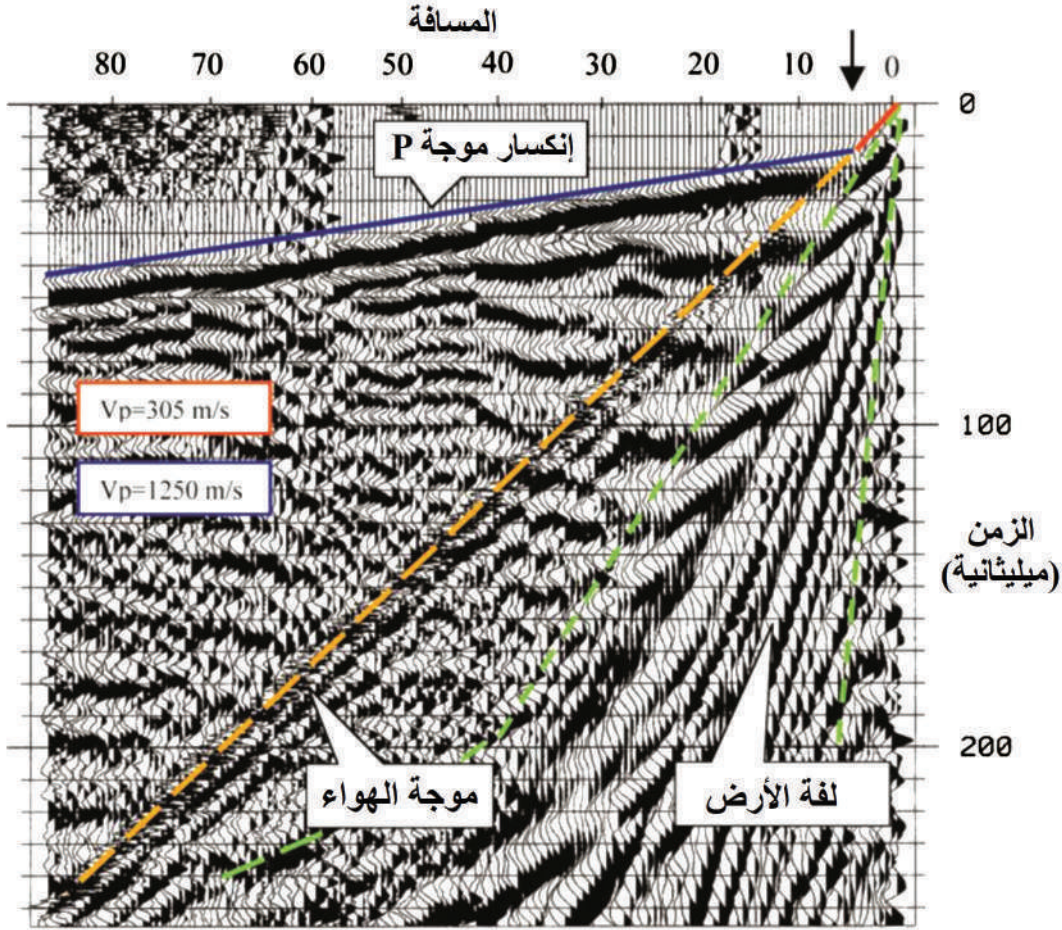 المسافة
80 70 60 50 40 30 20 10 0
0
إنكسار موجة P
100
Vp=305 m/s
Vp=1250 m/s
الزمن
(ميليثانية)
200
موجة الهواء
لفة الأرض